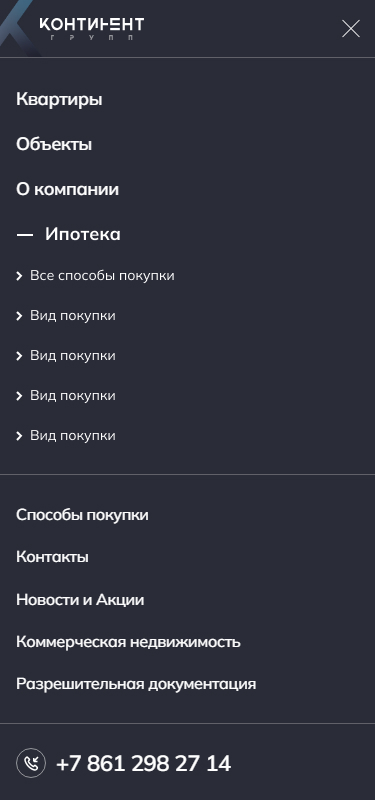 КОНТИНЕНТ
ГРУПП
Квартиры
Объекты
О компании
Ипотека
Все способы покупки
Вид покупки
Вид покупки
Вид покупки
Вид покупки
Способы покупки
Контакты
Новости и Акции
Коммерческая недвижимость
Разрешительная документация
+7 861 298 27 14